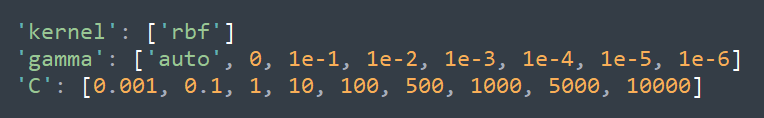 'kernel': ['rbf']
'gamma': ['auto', 0, 1e-1, 1e-2, 1e-3, 1e-4, 1e-5, 1e-6]
'C': [0.001, 0.1, 1, 10, 100, 500, 1000, 5000, 10000]